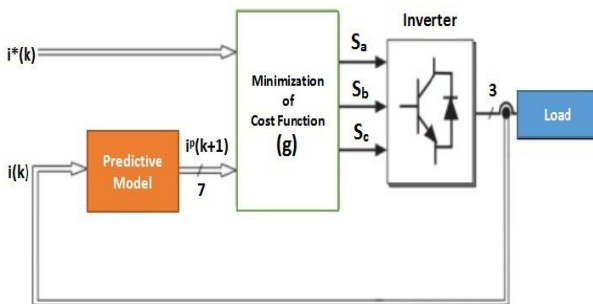 Inverter
i*(k)
Minimization
of
Cost Function
(g)
Sa
Sb
Sc
3
Load
i(k)
Predictive
Model
iᵖ(k+1)
7